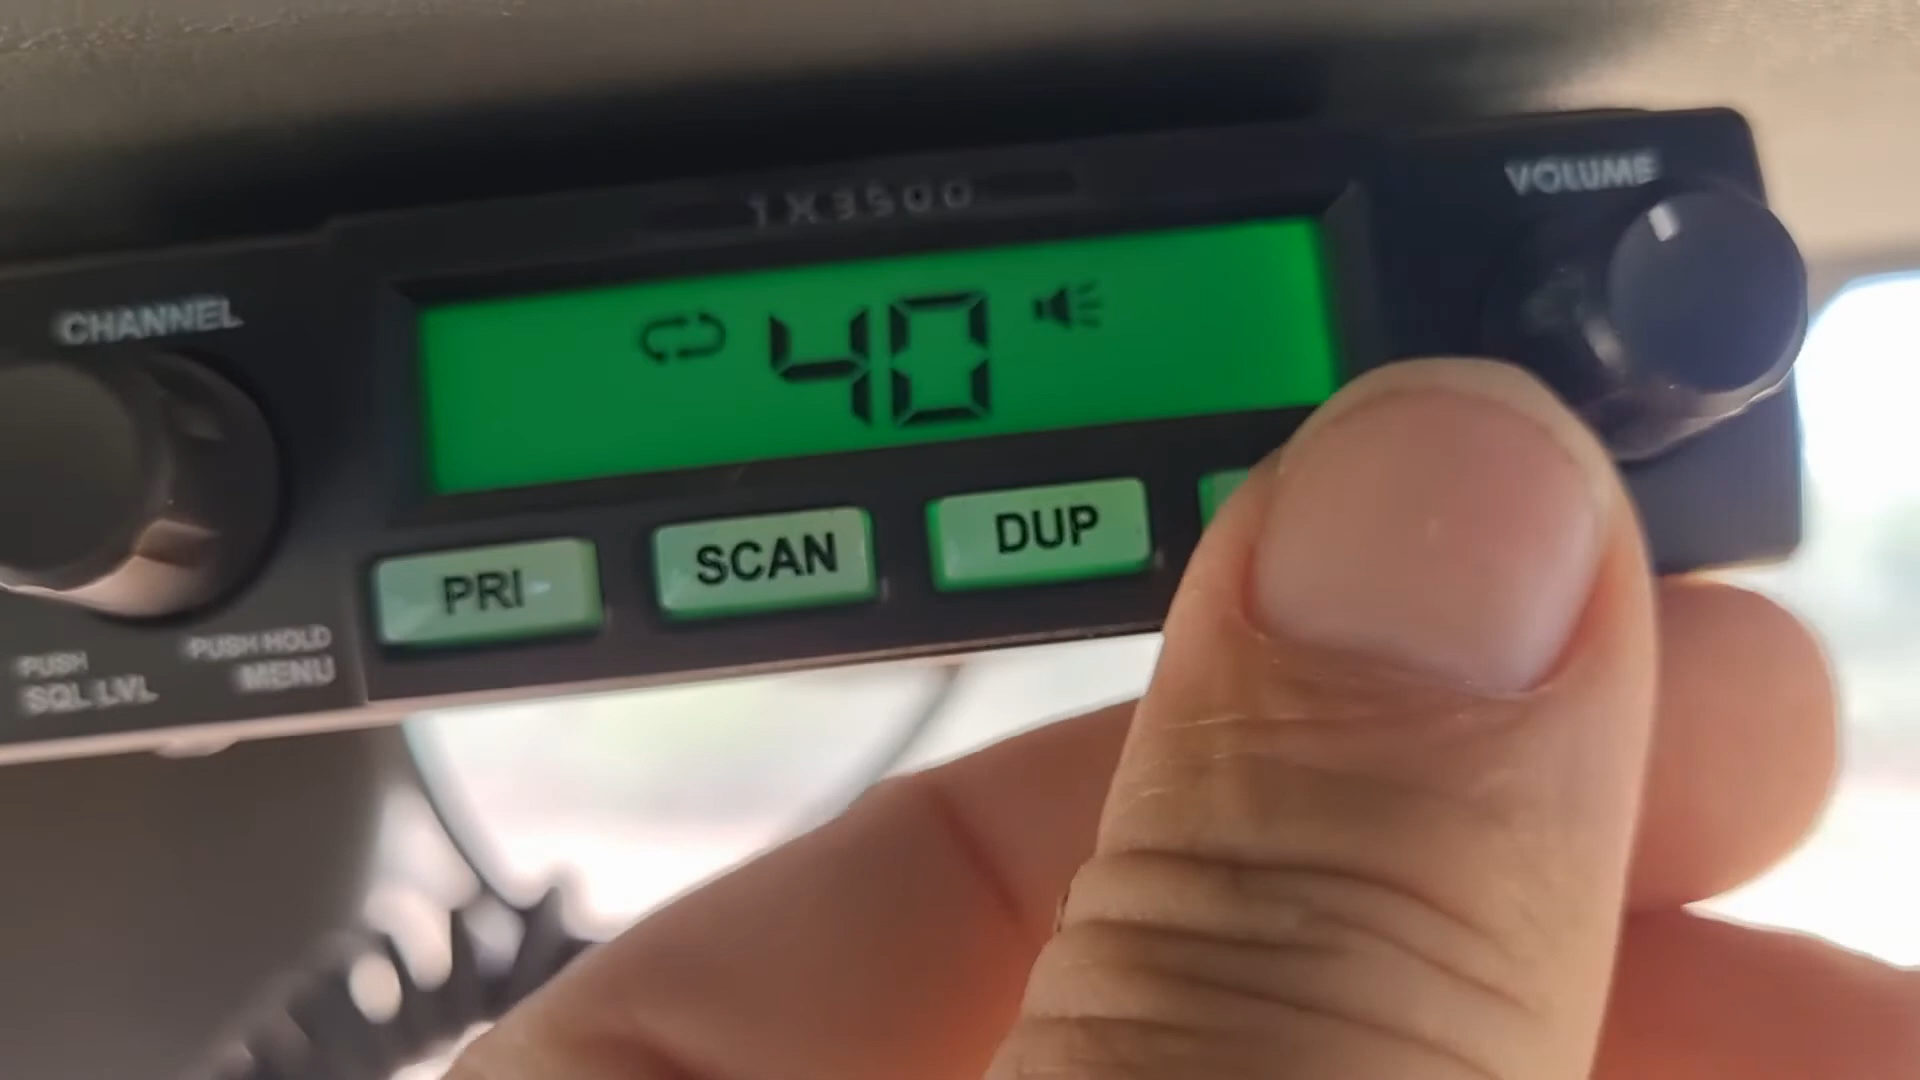 TX3500
VOLUME
CHANNEL
40
PRI
SCAN
DUP
PUSH
SQL LVL
PUSH HOLD
MENU